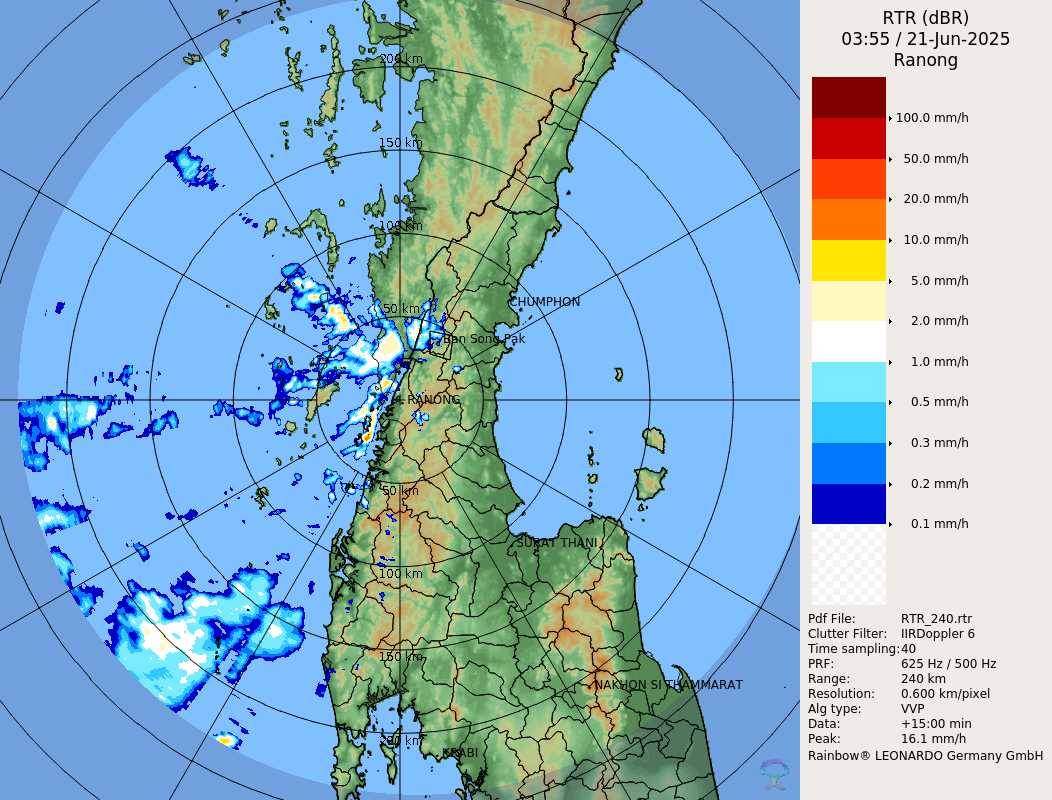 RTR (dBR)
03:55 / 21-Jun-2025
Ranong
100.0 mm/h
50.0 mm/h
20.0 mm/h
10.0 mm/h
5.0 mm/h
2.0 mm/h
1.0 mm/h
0.5 mm/h
0.3 mm/h
0.2 mm/h
0.1 mm/h
Pdf File: RTR_240.rtr
Clutter Filter: IIRDoppler 6
Time sampling:40
PRF: 625 Hz / 500 Hz
Range: 240 km
Resolution: 0.600 km/pixel
Alg type: VVP
Data: +15:00 min
Peak: 16.1 mm/h
Rainbow® LEONARDO Germany GmbH
200 km
150 km
100 km
50 km
CHUMPHON
Ban Song Pak
RANONG
50 km
SURAT THANI
100 km
150 km
NAKHON SI THAMMARAT
200 km
KRABI